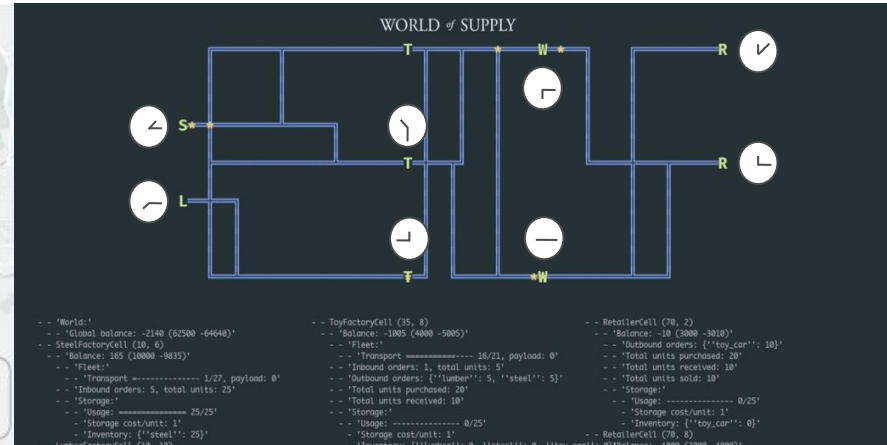 WORLD of SUPPLY
T W* R
S**
T R
L
T *W
- - 'World:'
- - 'Global balance: -2140 (62500 -64640)'
- - SteelFactoryCell (10, 6)
- - 'Balance: 165 (10000 -9835)'
- - 'Fleet:'
- - 'Transport =-------------- 1/27, payload: 0'
- - 'Inbound orders: 5, total units: 25'
- - 'Storage:'
- - 'Usage: =============== 25/25'
- 'Storage cost/unit: 1'
- 'Inventory: {''steel'': 25}'
- - ToyFactoryCell (35, 8)
- - 'Balance: -1005 (4000 -5005)'
- - 'Fleet:'
- - 'Transport ===========---- 16/21, payload: 0'
- - 'Inbound orders: 1, total units: 5'
- - 'Outbound orders: {''lumber'': 5, ''steel'': 5}'
- - 'Total units purchased: 20'
- - 'Total units received: 10'
- - 'Storage:'
- - 'Usage: --------------- 0/25'
- 'Storage cost/unit: 1'
- - RetailerCell (70, 2)
- - 'Balance: -10 (3000 -3010)'
- - 'Outbound orders: {''toy_car'': 10}'
- - 'Total units purchased: 20'
- - 'Total units received: 10'
- - 'Total units sold: 10'
- - 'Storage:'
- - 'Usage: --------------- 0/25'
- 'Storage cost/unit: 1'
- 'Inventory: {''toy_car'': 0}'
- - RetailerCell (70, 8)